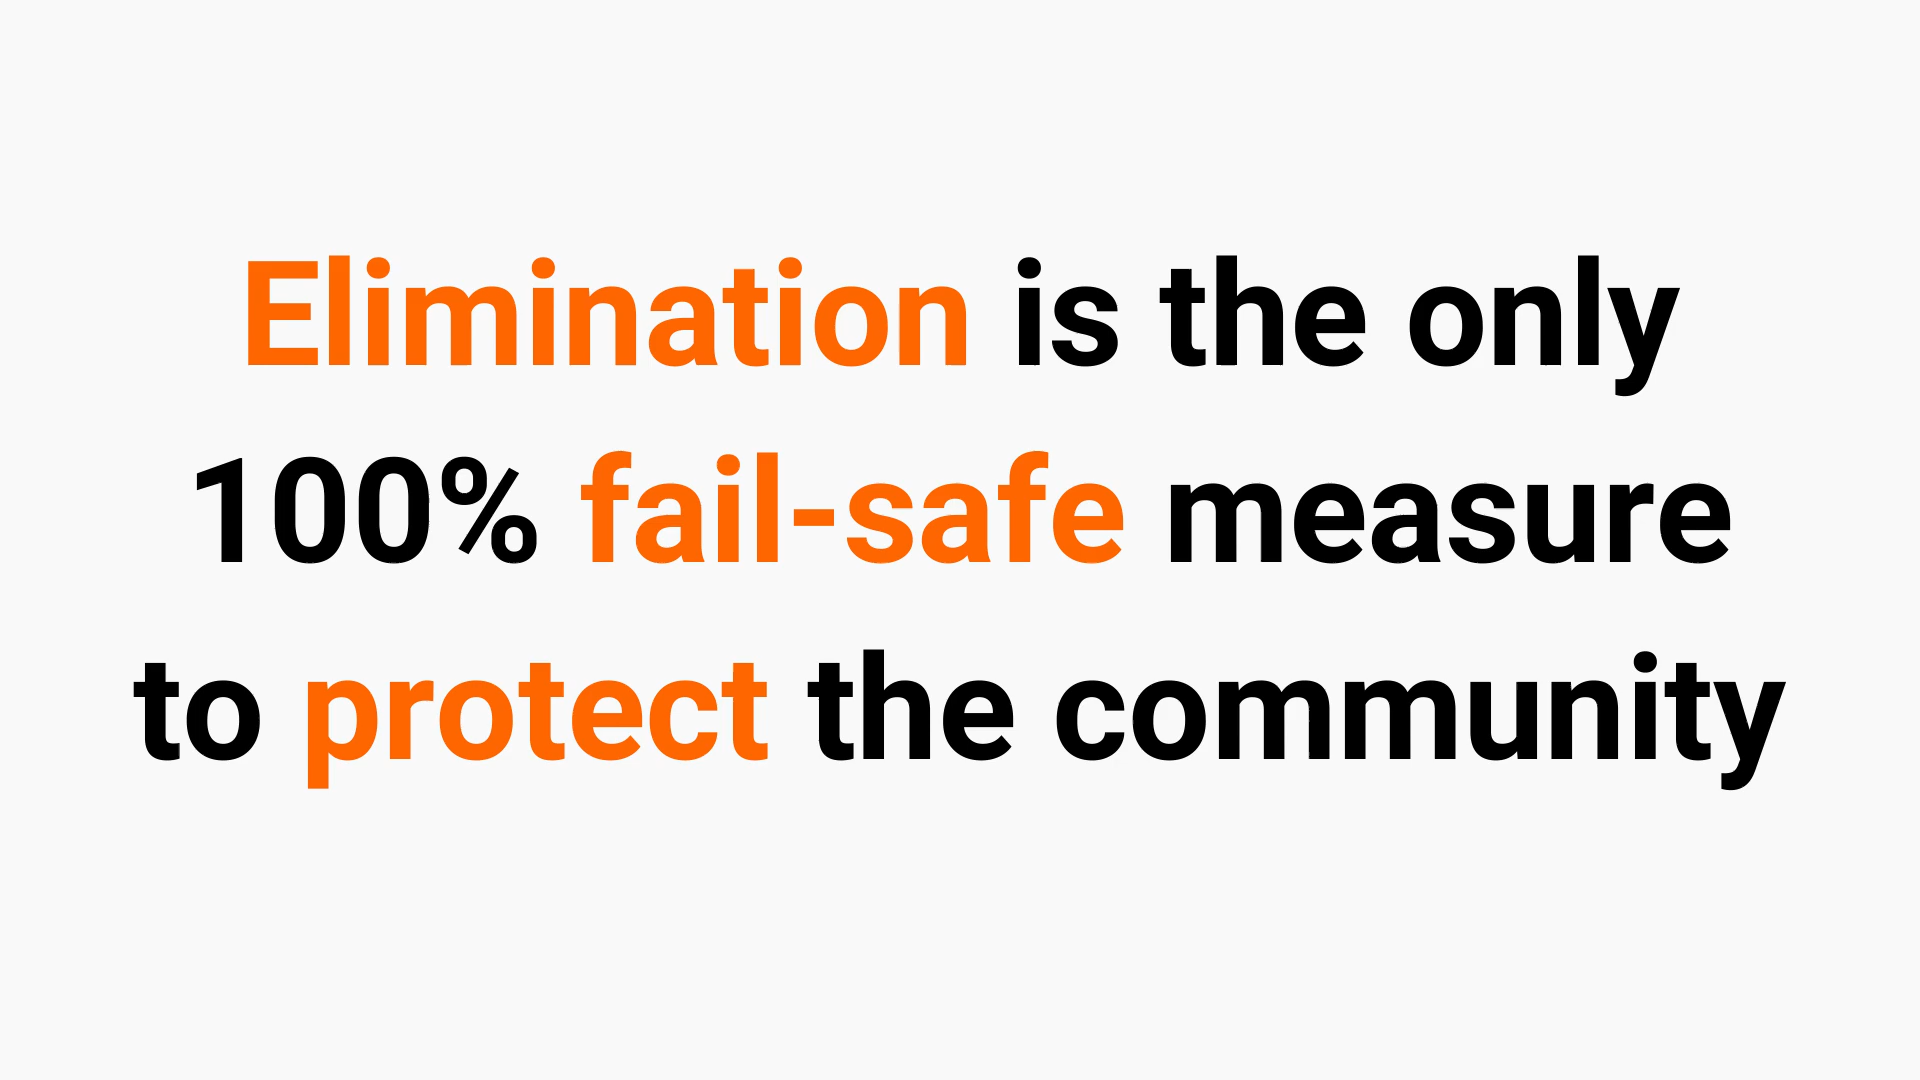 Elimination is the only
100% fail-safe measure
to protect the community